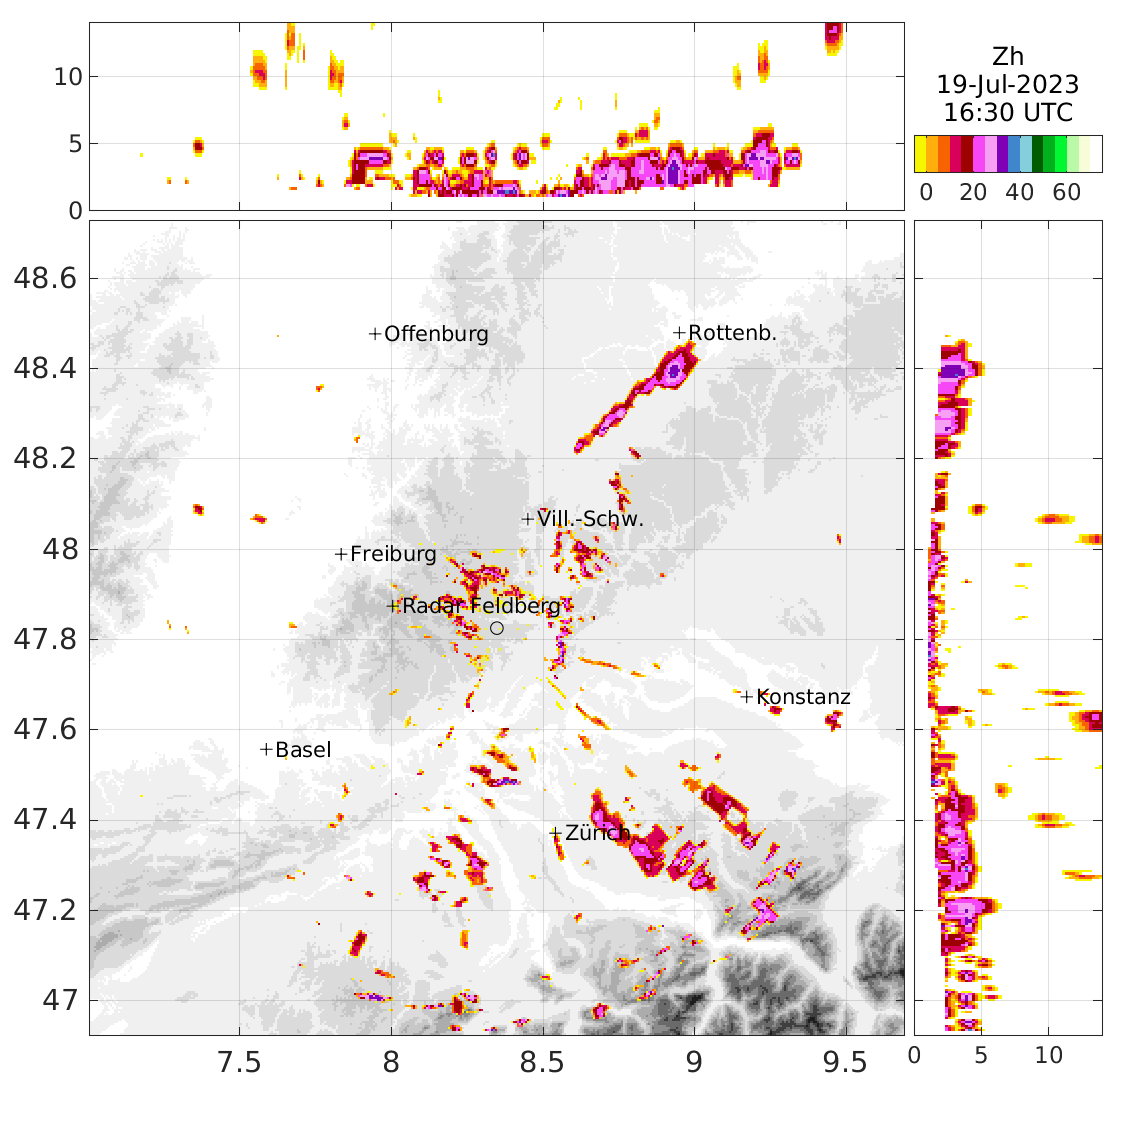 10
5
0
Zh
19-Jul-2023
16:30 UTC
0 20 40 60
48.6
48.4
48.2
48
47.8
47.6
47.4
47.2
47
+Offenburg
+Rottenb.
+Vill.-Schw.
+Freiburg
+Radar Feldberg
+Konstanz
+Basel
+Zürich
7.5 8 8.5 9 9.5
0 5 10